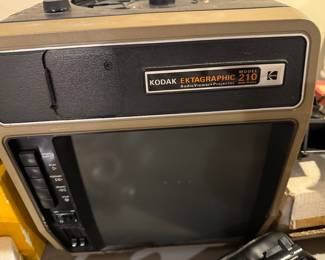 KODAK EKTAGRAPHIC MODEL 210
AudioViewer/Projector